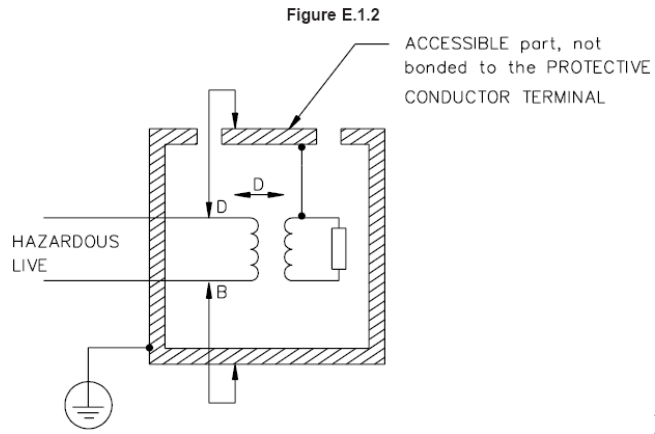 Figure E.1.2
ACCESSIBLE part, not
bonded to the PROTECTIVE
CONDUCTOR TERMINAL
D
D
HAZARDOUS
LIVE
B